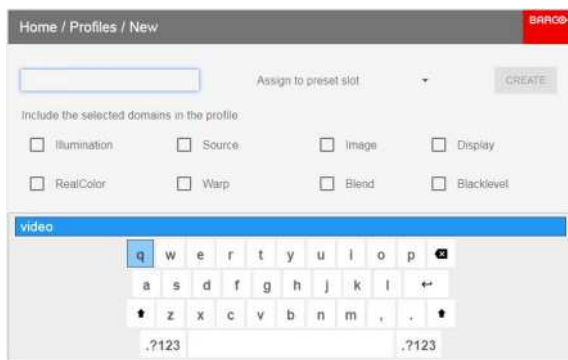 Home / Profiles / New
BARCO
Assign to preset slot
CREATE
Include the selected domains in the profile
Illumination Source Image Display
RealColor Warp Blend Blacklevel
video
q w e r t y u i o p
a s d f g h j k l
z x c v b n m , .
.?123 .?123